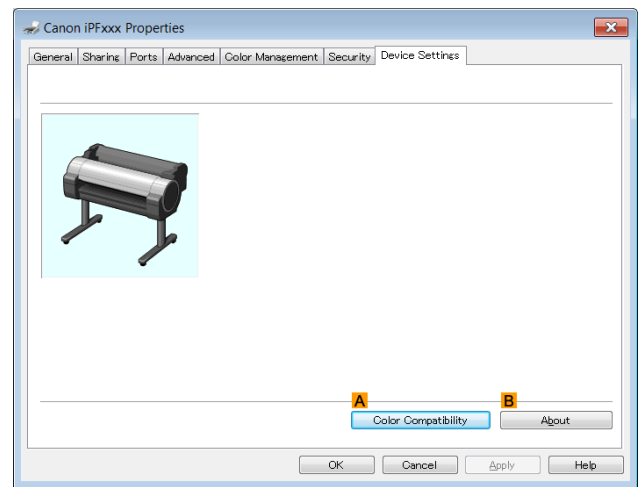 Canon iPFxxx Properties
General Sharing Ports Advanced Color Management Security Device Settings
A B
Color Compatibility About
OK Cancel Apply Help